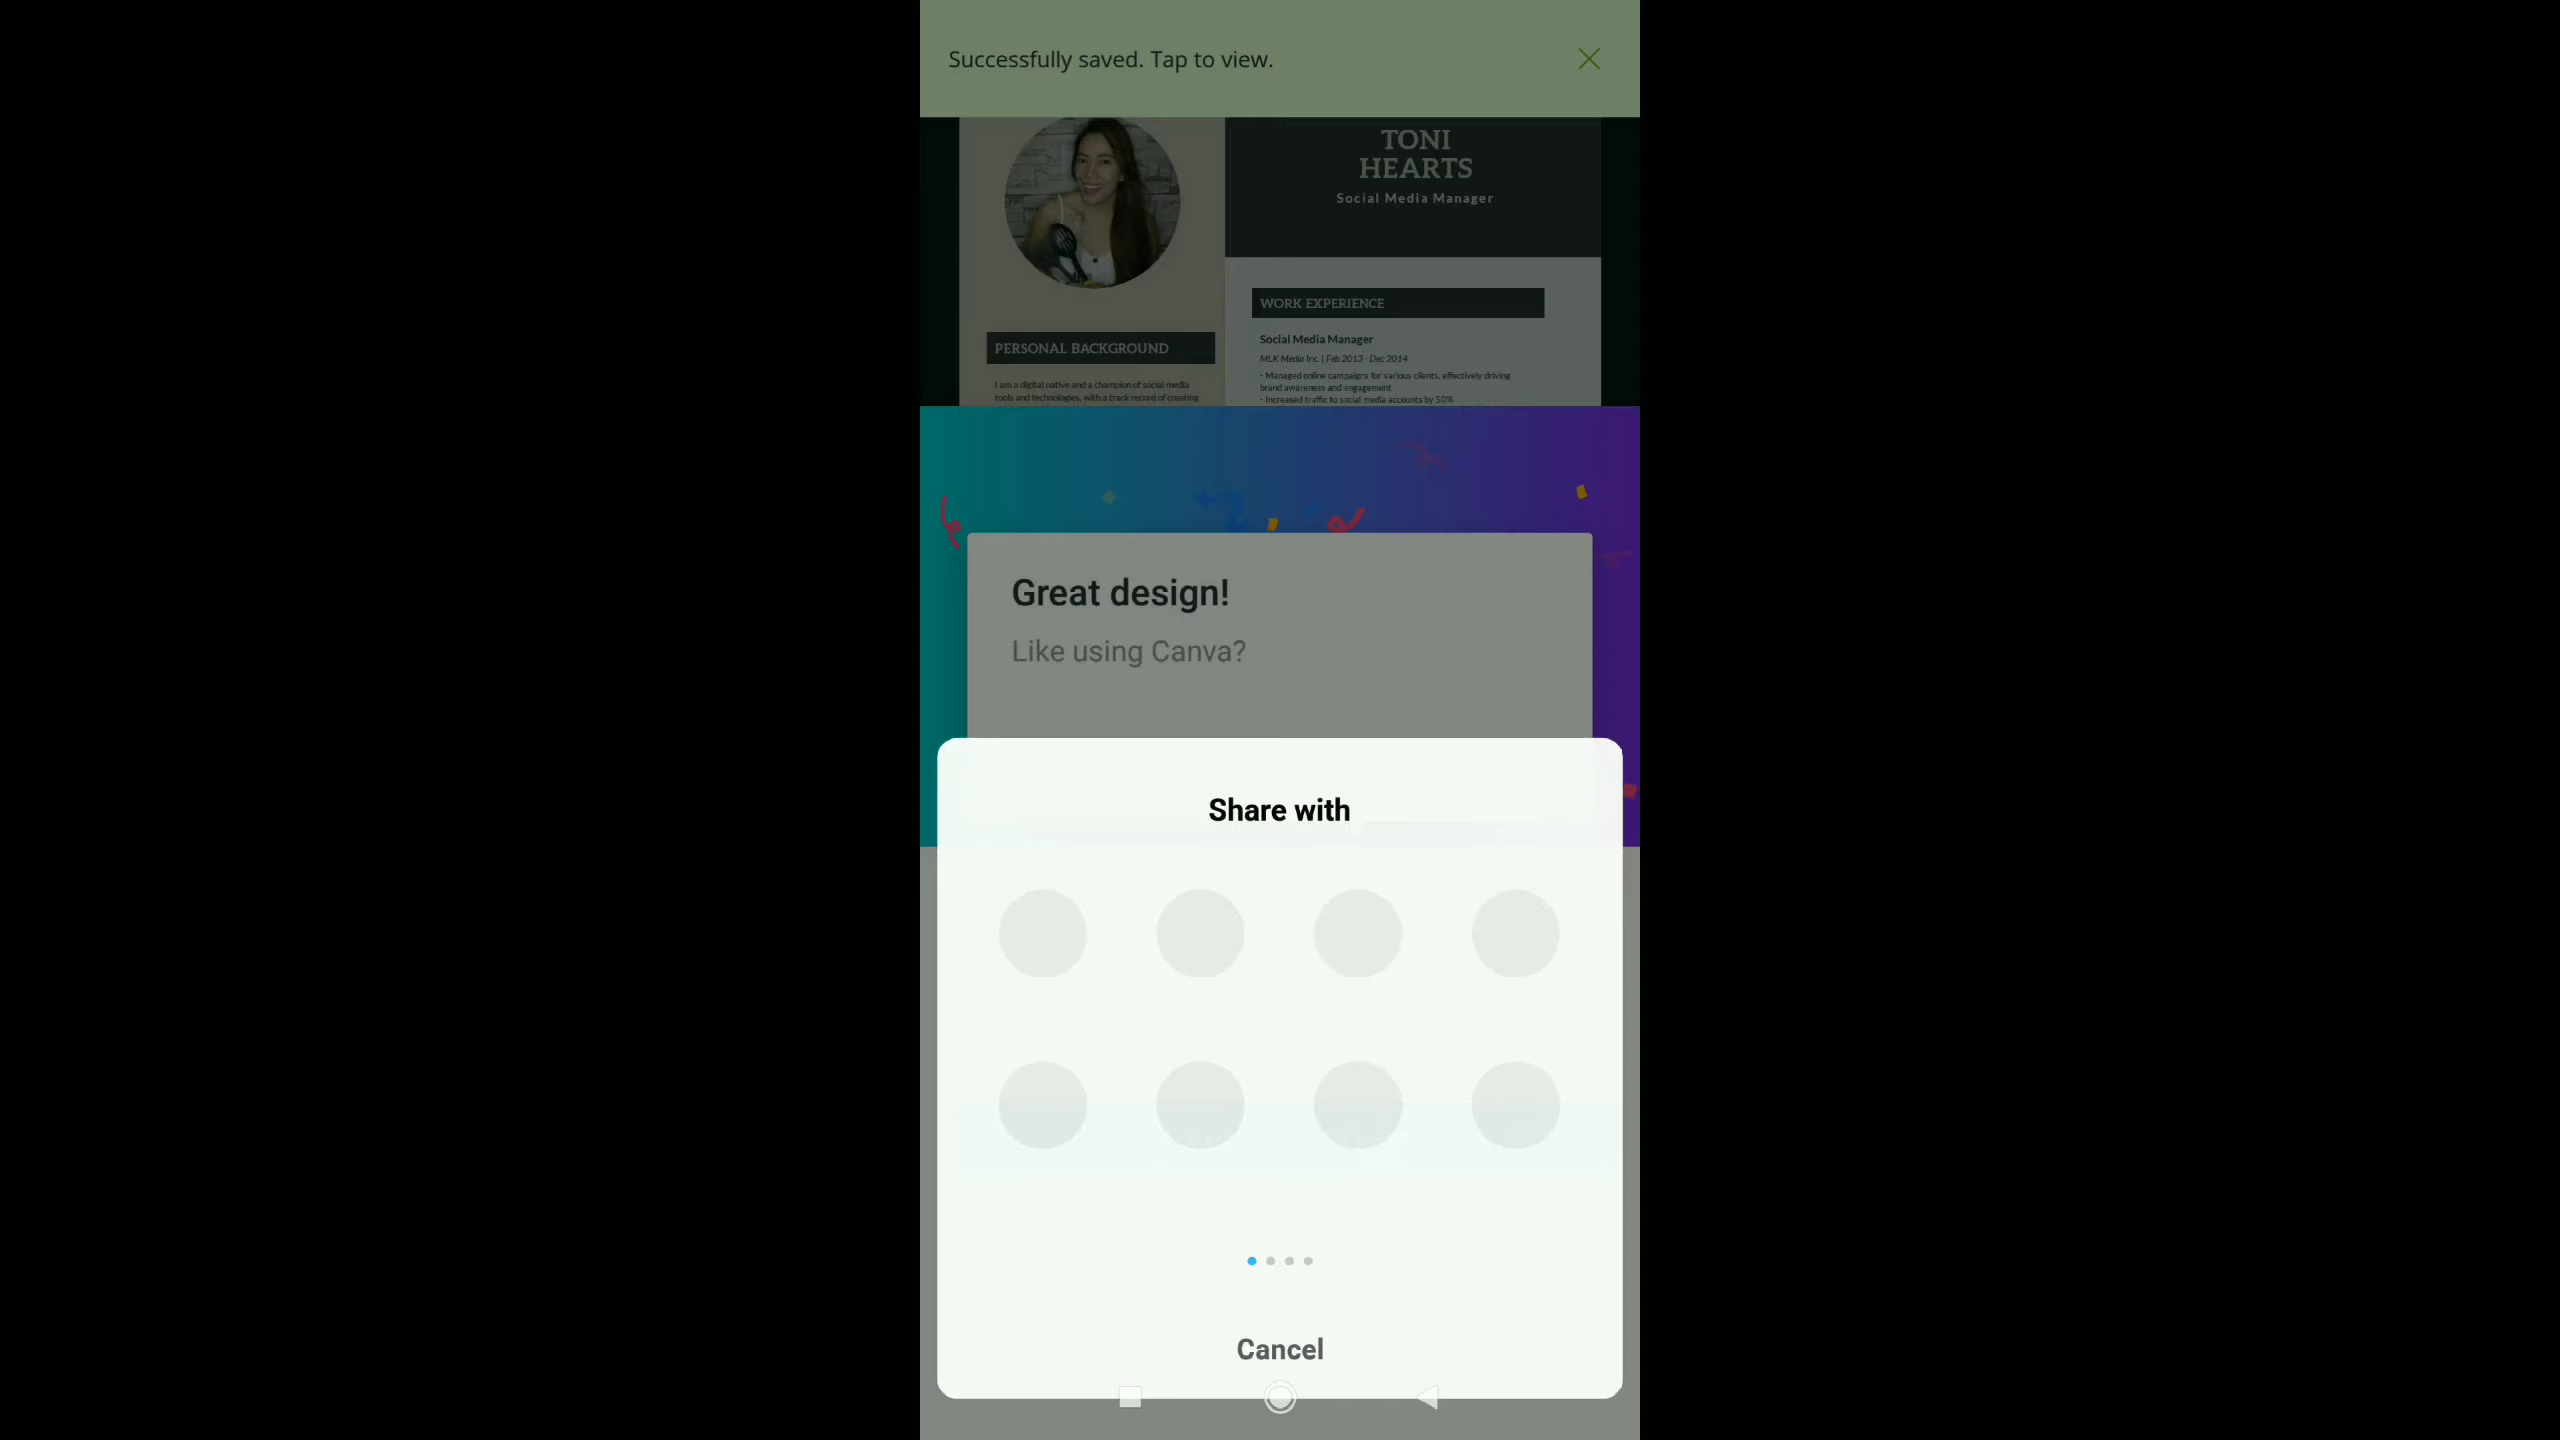 Successfully saved. Tap to view.
TONI
HEARTS
Social Media Manager
WORK EXPERIENCE
Social Media Manager
MLK Media Inc. | Feb 2013 - Dec 2014
- Managed online campaigns for various clients, effectively driving
brand awareness and engagement
- Increased traffic to social media accounts by 50%
PERSONAL BACKGROUND
I am a digital native and a champion of social media
tools and technologies, with a track record of creating
Great design!
Like using Canva?
Share with
Cancel